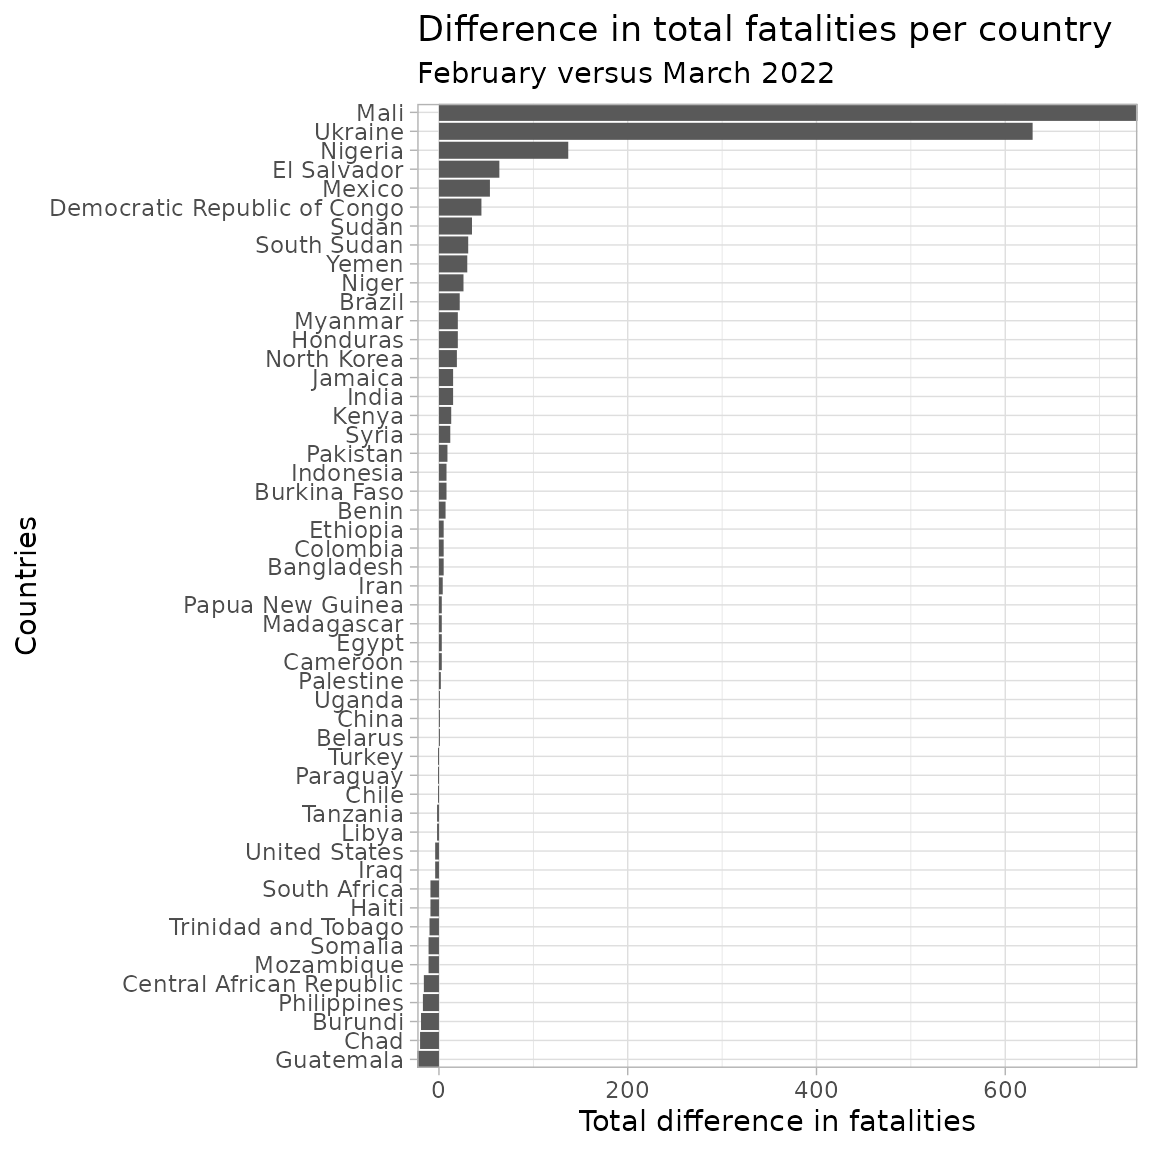 Difference in total fatalities per country
February versus March 2022
Countries
Mali
Ukraine
Nigeria
El Salvador
Mexico
Democratic Republic of Congo
Sudan
South Sudan
Yemen
Niger
Brazil
Myanmar
Honduras
North Korea
Jamaica
India
Kenya
Syria
Pakistan
Indonesia
Burkina Faso
Benin
Ethiopia
Colombia
Bangladesh
Iran
Papua New Guinea
Madagascar
Egypt
Cameroon
Palestine
Uganda
China
Belarus
Turkey
Paraguay
Chile
Tanzania
Libya
United States
Iraq
South Africa
Haiti
Trinidad and Tobago
Somalia
Mozambique
Central African Republic
Philippines
Burundi
Chad
Guatemala
0 200 400 600
Total difference in fatalities